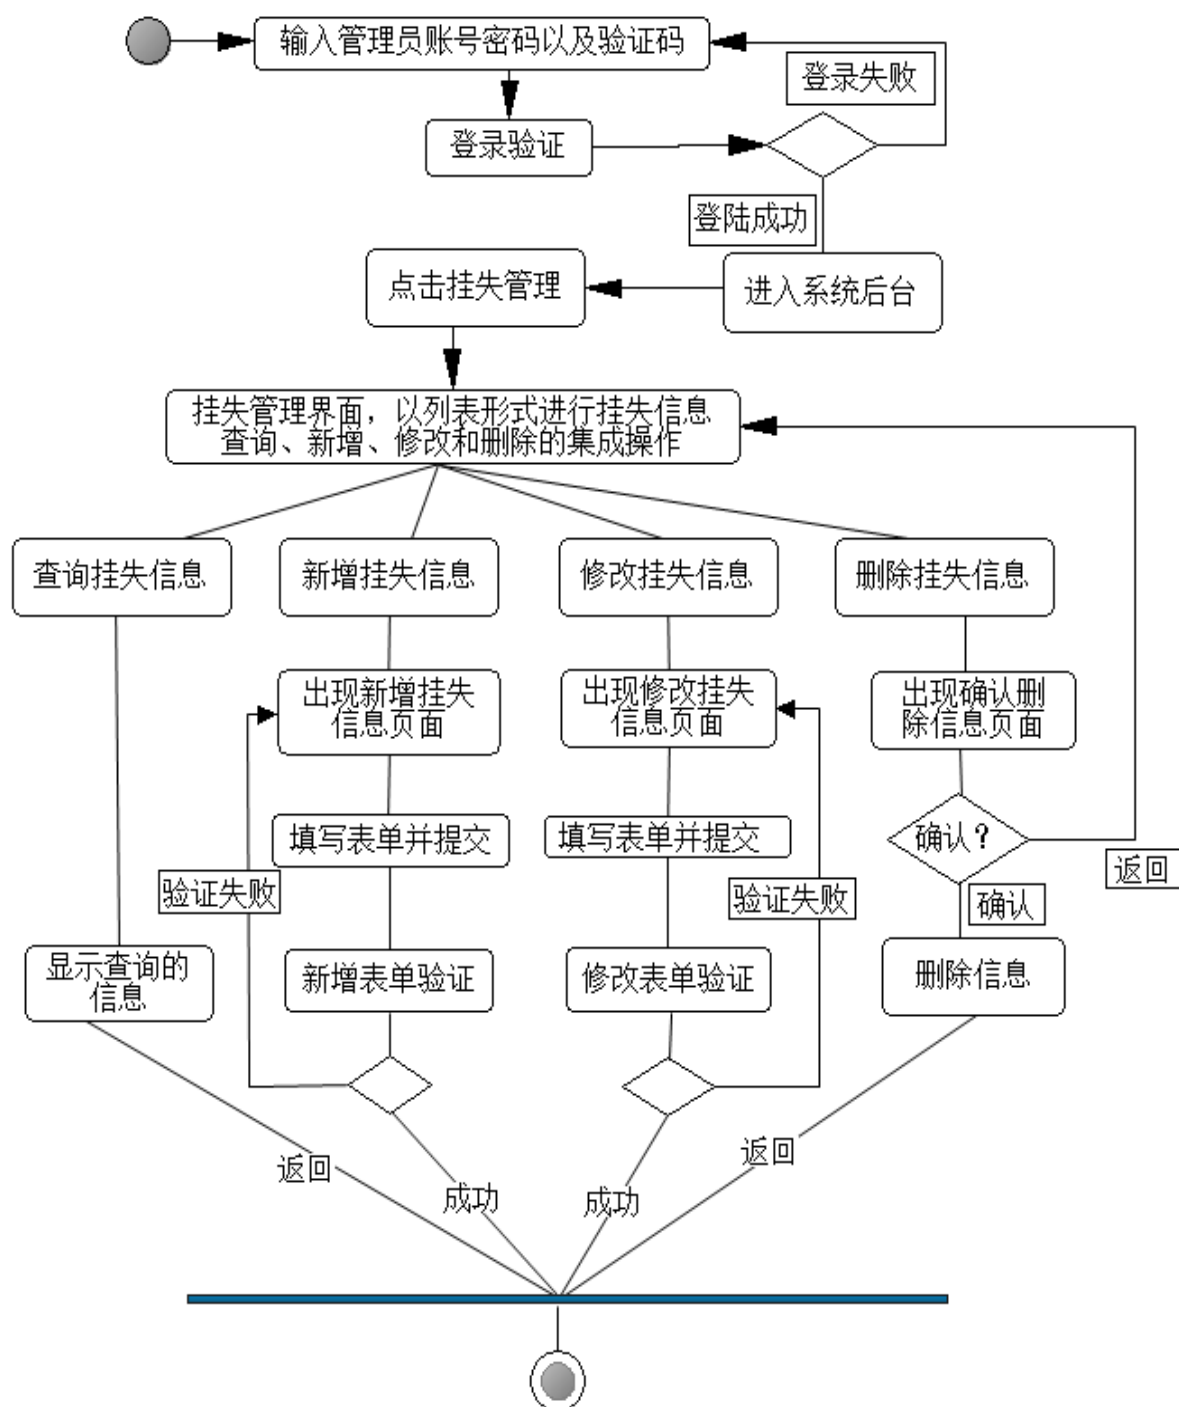 输入管理员账号密码以及验证码
登录失败
登录验证
登陆成功
点击挂失管理
进入系统后台
挂失管理界面，以列表形式进行挂失信息
查询、新增、修改和删除的集成操作
查询挂失信息
新增挂失信息
修改挂失信息
删除挂失信息
出现新增挂失
信息页面
出现修改挂失
信息页面
出现确认删
除信息页面
填写表单并提交
填写表单并提交
确认？
返回
验证失败
验证失败
确认
显示查询的
信息
新增表单验证
修改表单验证
删除信息
返回
成功
成功
返回